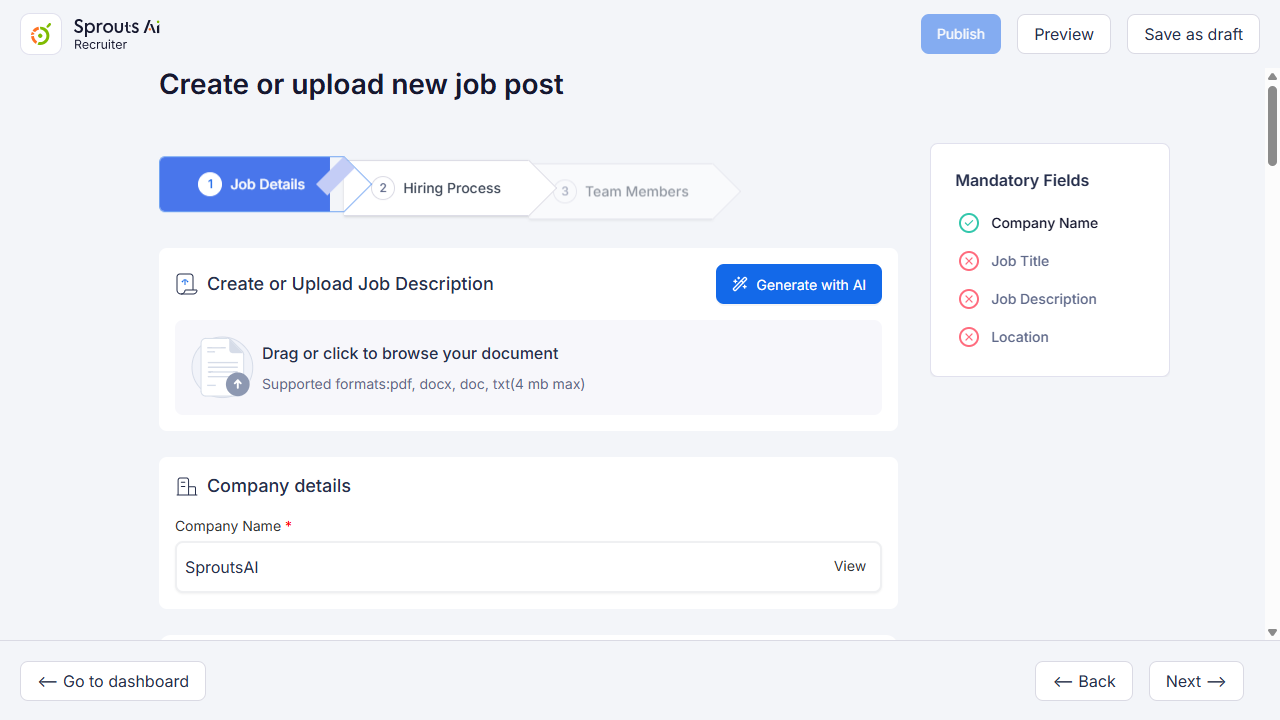 Sprouts Ai
Recruiter
Publish
Preview
Save as draft
Create or upload new job post
1 Job Details
2 Hiring Process
3 Team Members
Create or Upload Job Description
Generate with AI
Drag or click to browse your document
Supported formats:pdf, docx, doc, txt(4 mb max)
Company details
Company Name *
SproutsAI
View
Mandatory Fields
Company Name
Job Title
Job Description
Location
Go to dashboard
Back
Next